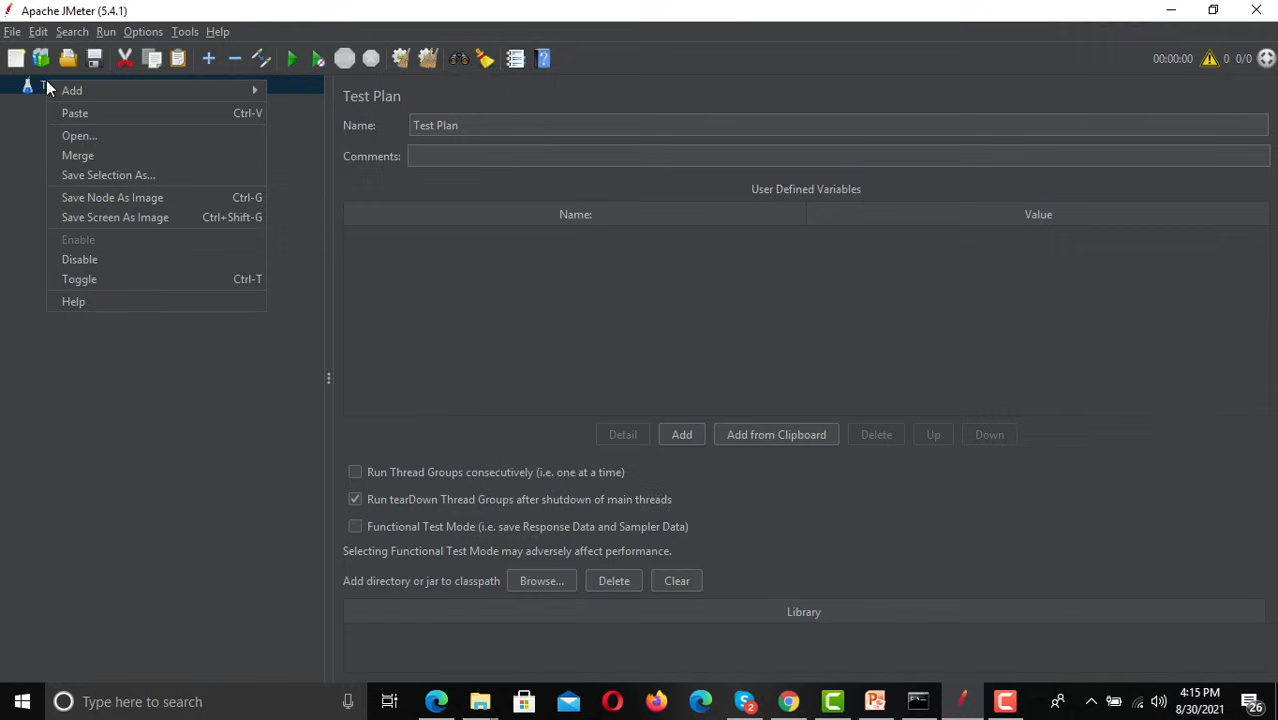 Apache JMeter (5.4.1)
File Edit Search Run Options Tools Help
00:00:00 0 0/0
Add
Paste Ctrl-V
Open...
Merge
Save Selection As...
Save Node As Image Ctrl-G
Save Screen As Image Ctrl+Shift-G
Enable
Disable
Toggle Ctrl-T
Help
Test Plan
Name: Test Plan
Comments:
User Defined Variables
Name: Value
Detail Add Add from Clipboard Delete Up Down
Run Thread Groups consecutively (i.e. one at a time)
Run tearDown Thread Groups after shutdown of main threads
Functional Test Mode (i.e. save Response Data and Sampler Data)
Selecting Functional Test Mode may adversely affect performance.
Add directory or jar to classpath Browse... Delete Clear
Library
Type here to search
2
4:15 PM
8/30/2021
26